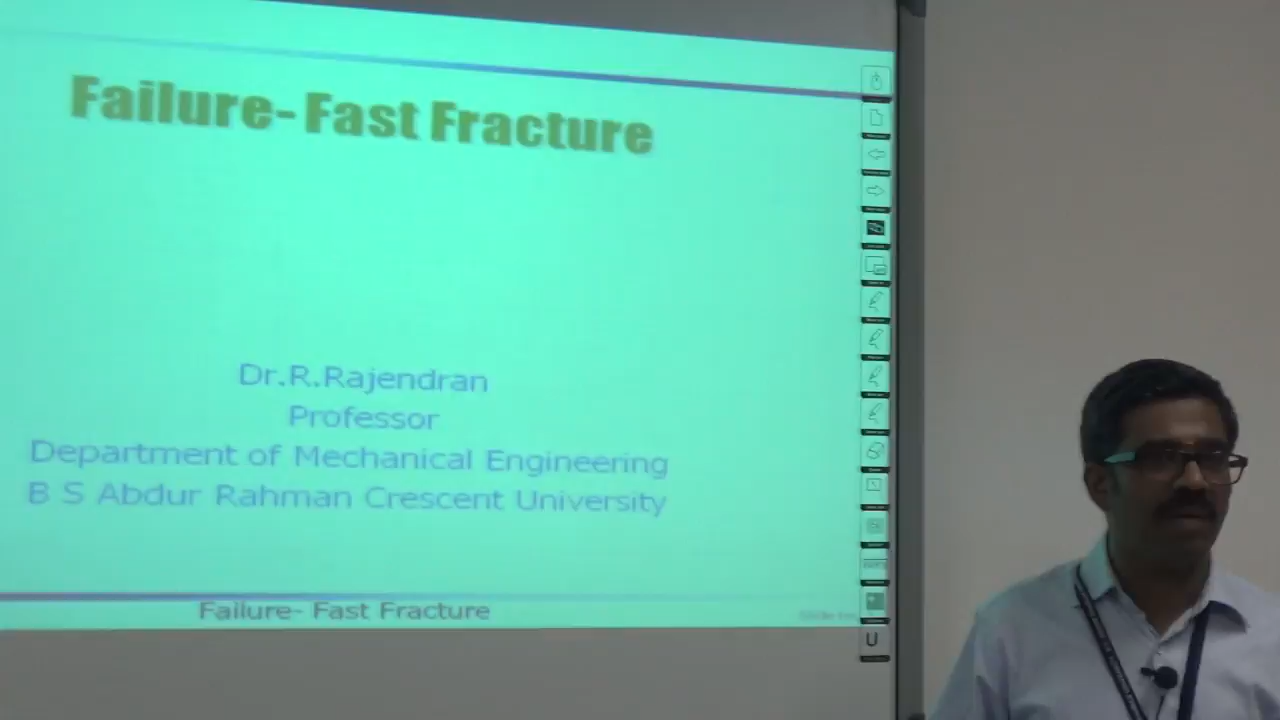 Failure- Fast Fracture
Dr.R.Rajendran
Professor
Department of Mechanical Engineering
B S Abdur Rahman Crescent University
Failure- Fast Fracture
U